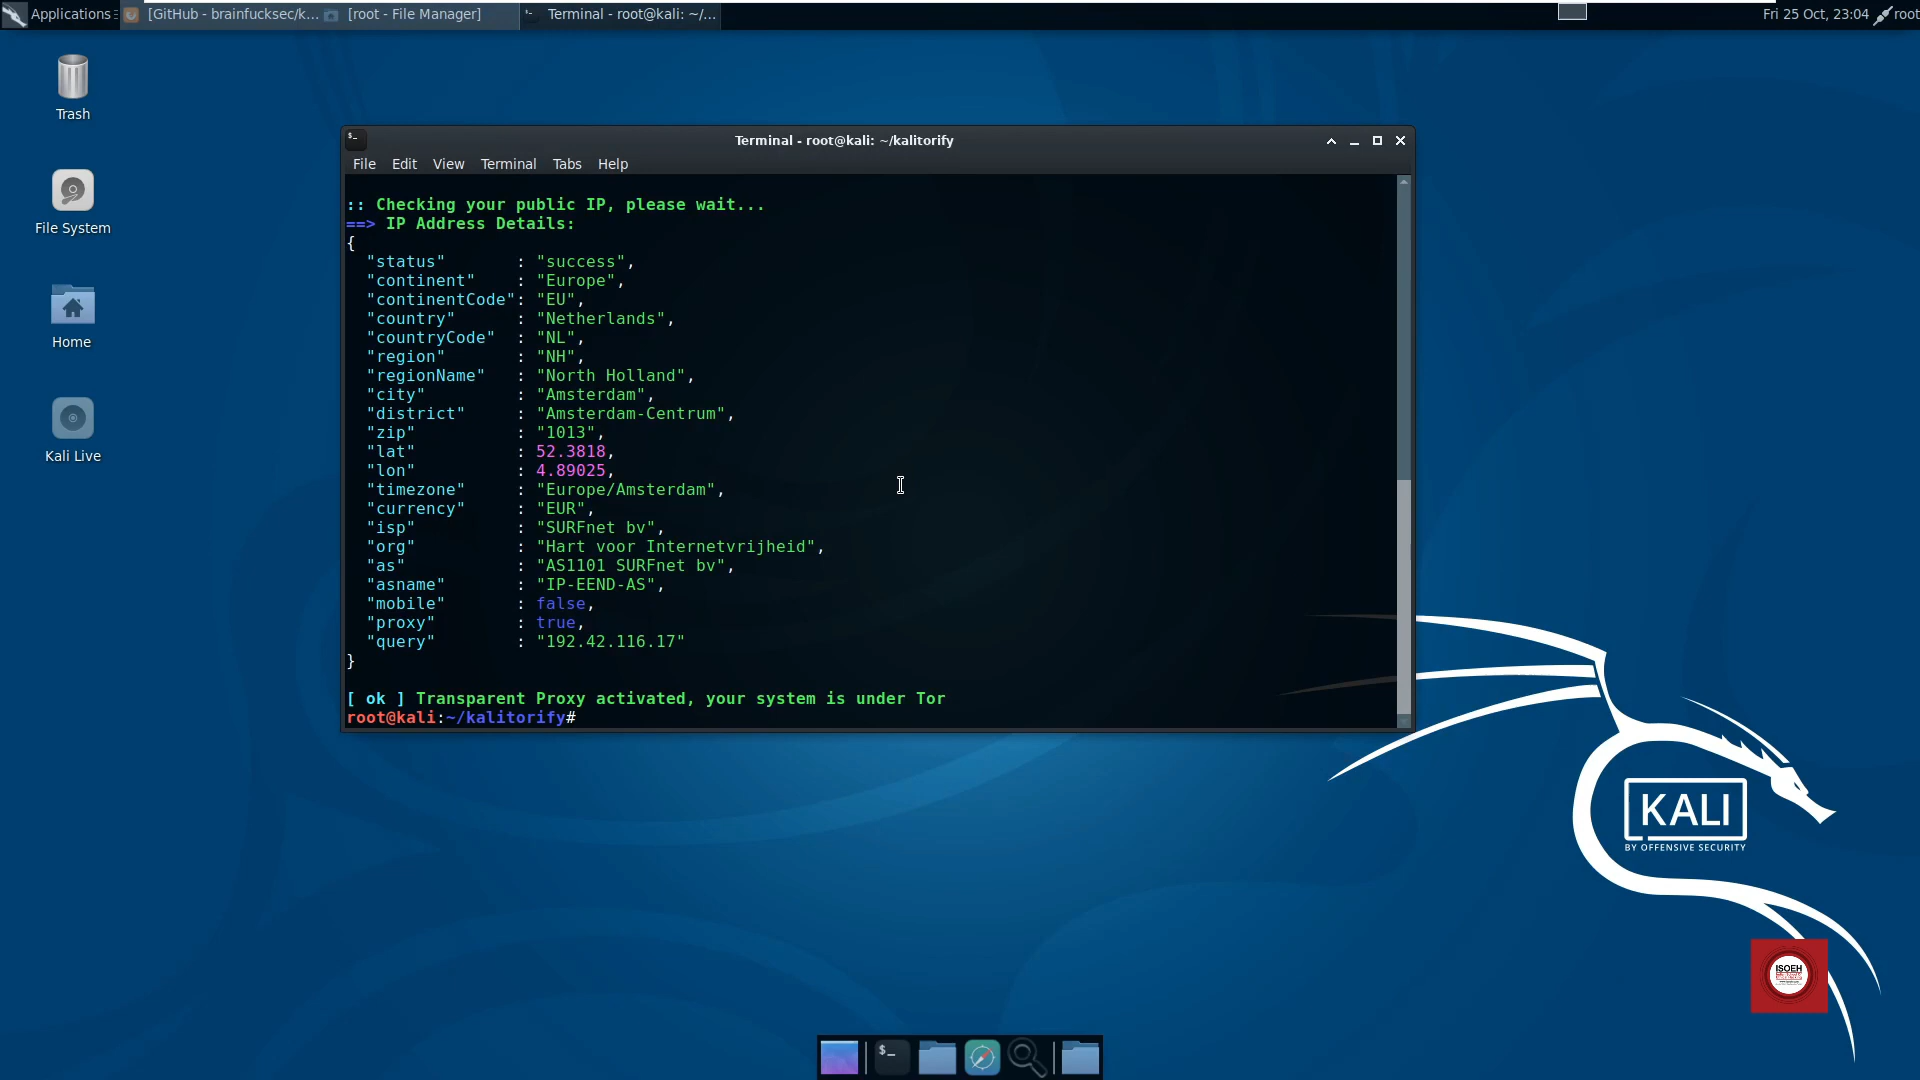 Applications
[GitHub - brainfucksec/k...
[root - File Manager]
Terminal - root@kali: ~/...
Fri 25 Oct, 23:04
root
Trash
File System
Home
Kali Live
Terminal - root@kali: ~/kalitorify
File Edit View Terminal Tabs Help
:: Checking your public IP, please wait...
==> IP Address Details:
{
"status" : "success",
"continent" : "Europe",
"continentCode": "EU",
"country" : "Netherlands",
"countryCode" : "NL",
"region" : "NH",
"regionName" : "North Holland",
"city" : "Amsterdam",
"district" : "Amsterdam-Centrum",
"zip" : "1013",
"lat" : 52.3818,
"lon" : 4.89025,
"timezone" : "Europe/Amsterdam",
"currency" : "EUR",
"isp" : "SURFnet bv",
"org" : "Hart voor Internetvrijheid",
"as" : "AS1101 SURFnet bv",
"asname" : "IP-EEND-AS",
"mobile" : false,
"proxy" : true,
"query" : "192.42.116.17"
}
[ ok ] Transparent Proxy activated, your system is under Tor
root@kali:~/kalitorify#
KALI
BY OFFENSIVE SECURITY
ISOEH